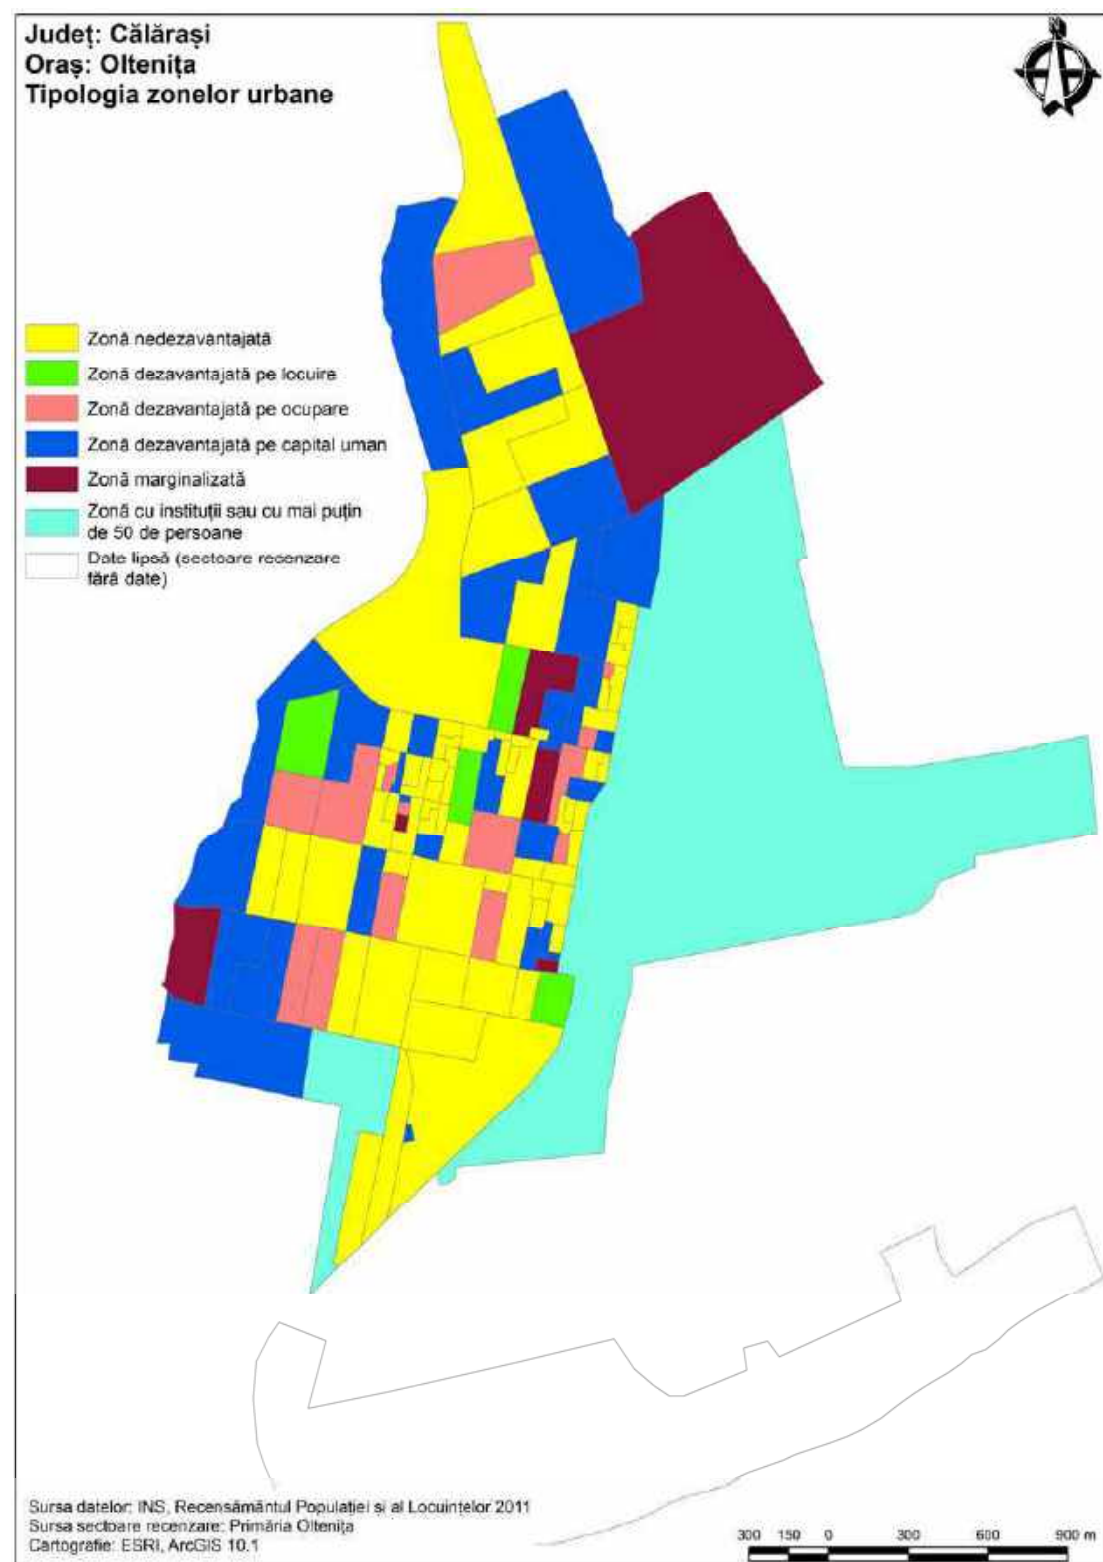 Județ: Călărași
Oraș: Oltenița
Tipologia zonelor urbane
N
Zonă nedezavantajată
Zonă dezavantajată pe locuire
Zonă dezavantajată pe ocupare
Zonă dezavantajată pe capital uman
Zonă marginalizată
Zonă cu instituții sau cu mai puțin
de 50 de persoane
Date lipsă (sectoare recenzare
fără date)
Sursa datelor: INS, Recensământul Populației și al Locuințelor 2011
Sursa sectoare recenzare: Primăria Oltenița
Cartografie: ESRI, ArcGIS 10.1
300 150 0 300 600 900 m